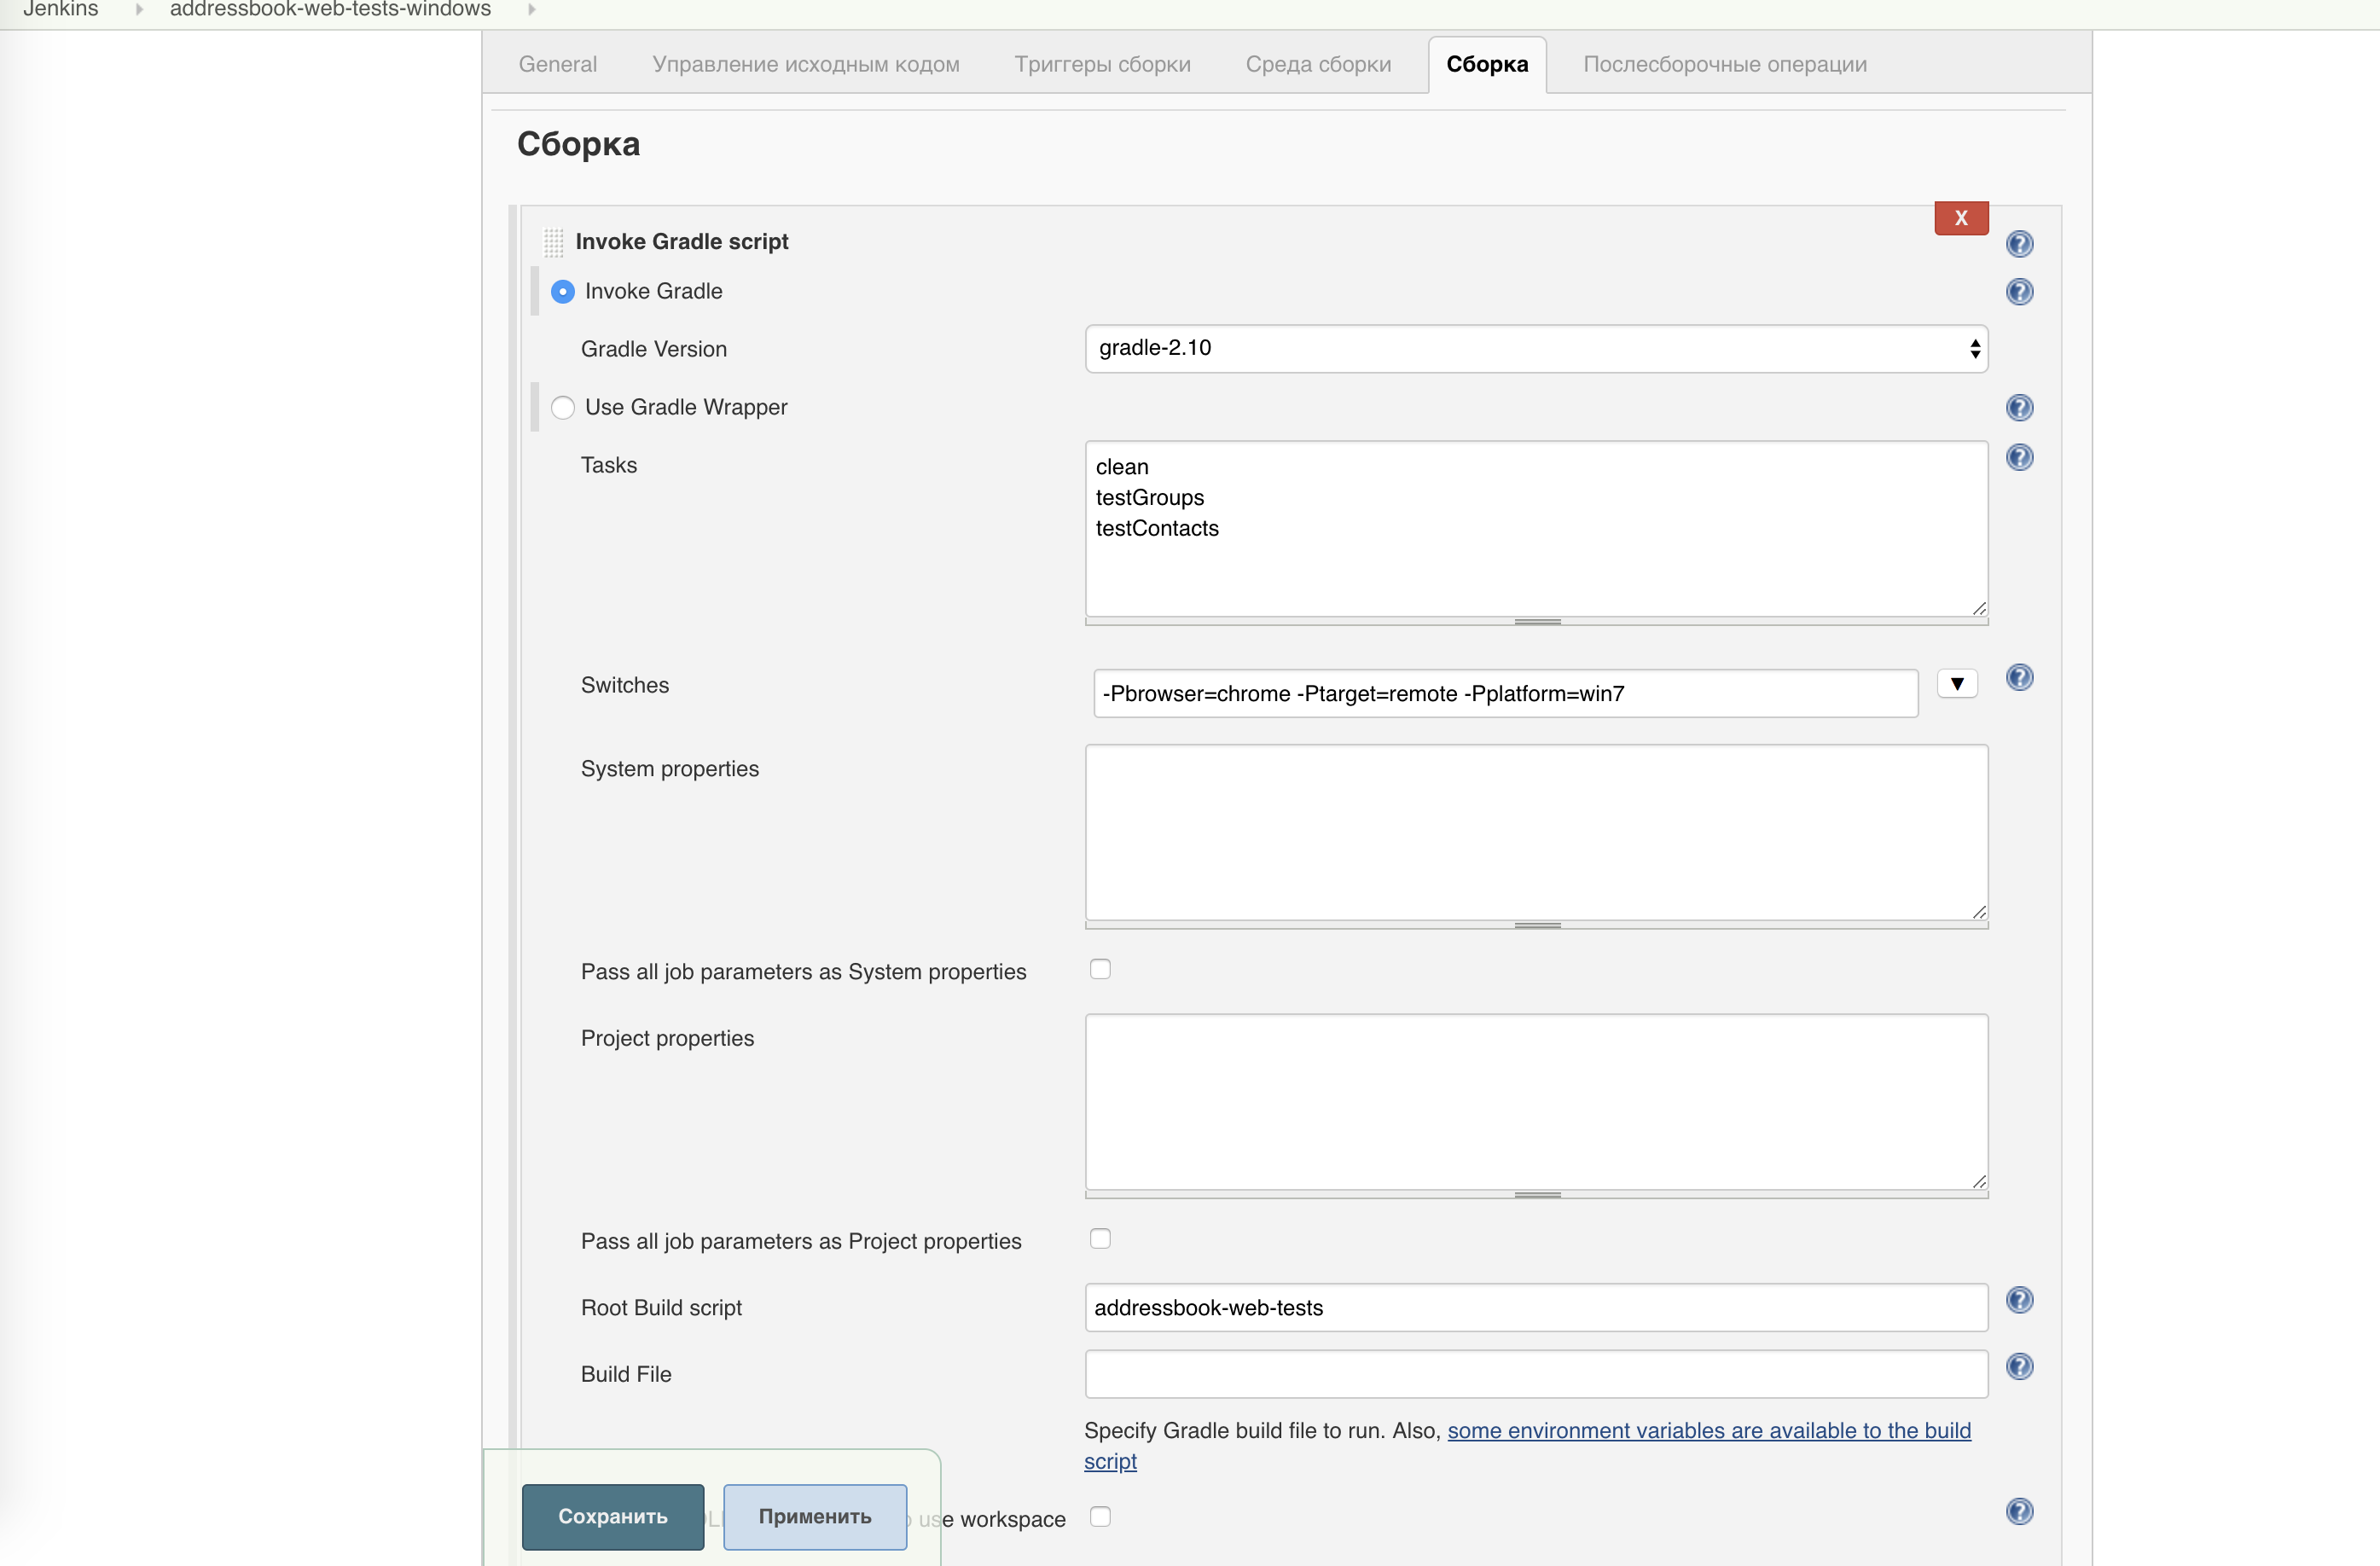 Jenkins addressbook-web-tests-windows
General Управление исходным кодом Триггеры сборки Среда сборки Сборка Послесборочные операции
Сборка
X
Invoke Gradle script
Invoke Gradle
Gradle Version gradle-2.10
Use Gradle Wrapper
Tasks
clean
testGroups
testContacts
Switches -Pbrowser=chrome -Ptarget=remote -Pplatform=win7
System properties
Pass all job parameters as System properties
Project properties
Pass all job parameters as Project properties
Root Build script addressbook-web-tests
Build File
Specify Gradle build file to run. Also, some environment variables are available to the build
script
Сохранить Применить use workspace